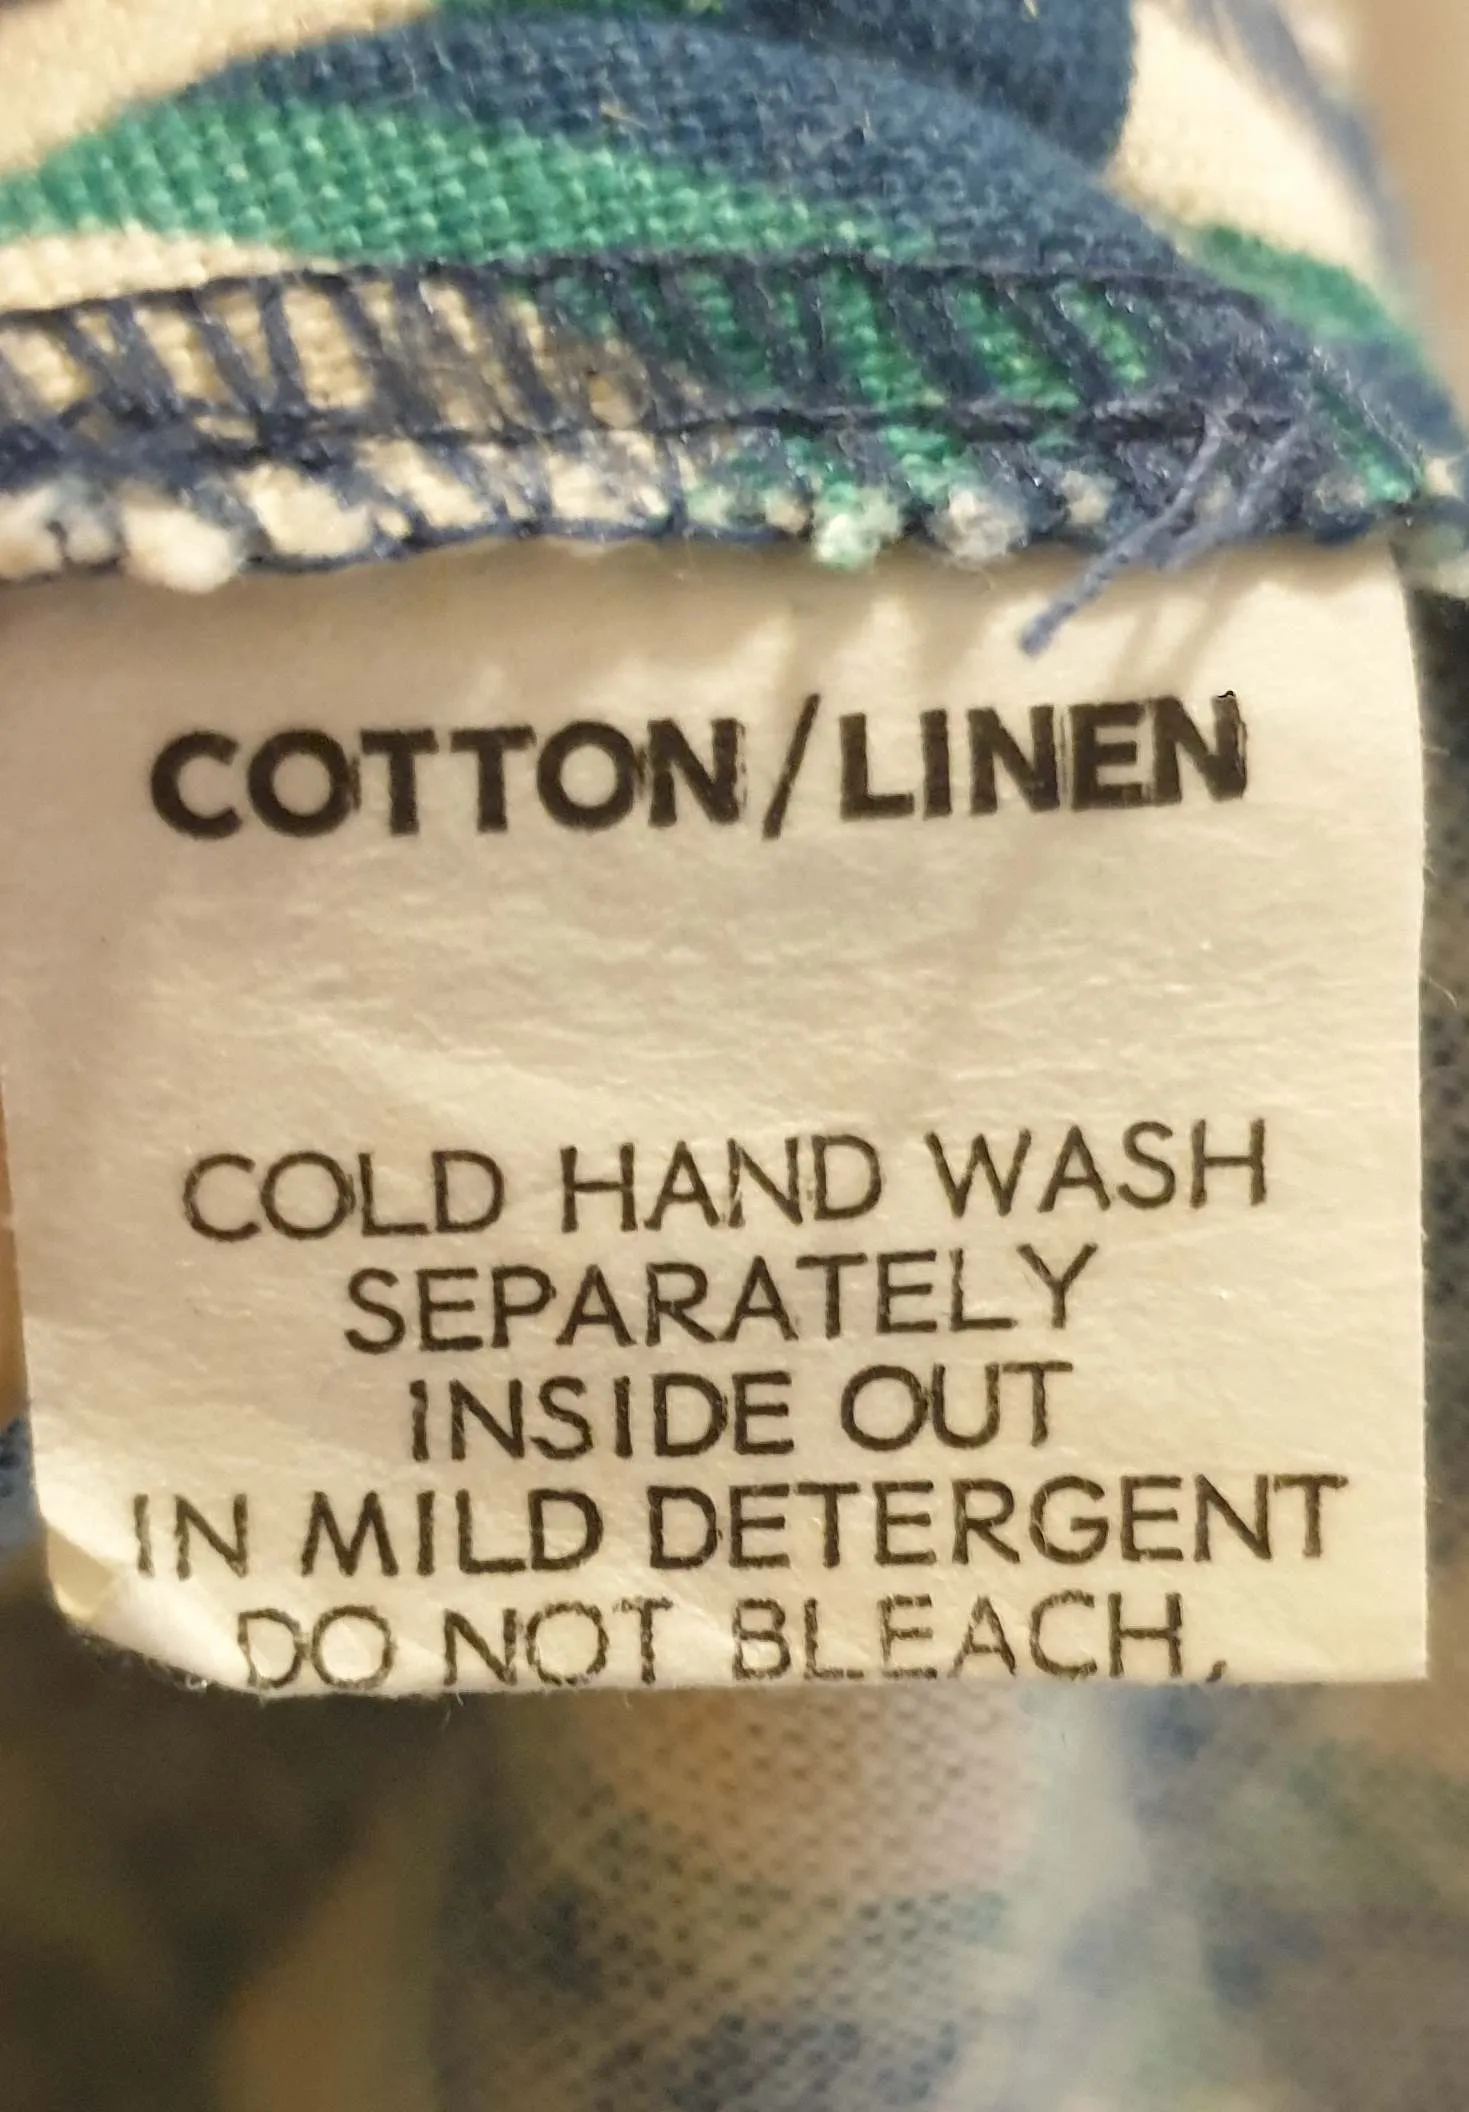 COTTON/LINEN
COLD HAND WASH
SEPARATELY
INSIDE OUT
IN MILD DETERGENT
DO NOT BLEACH,